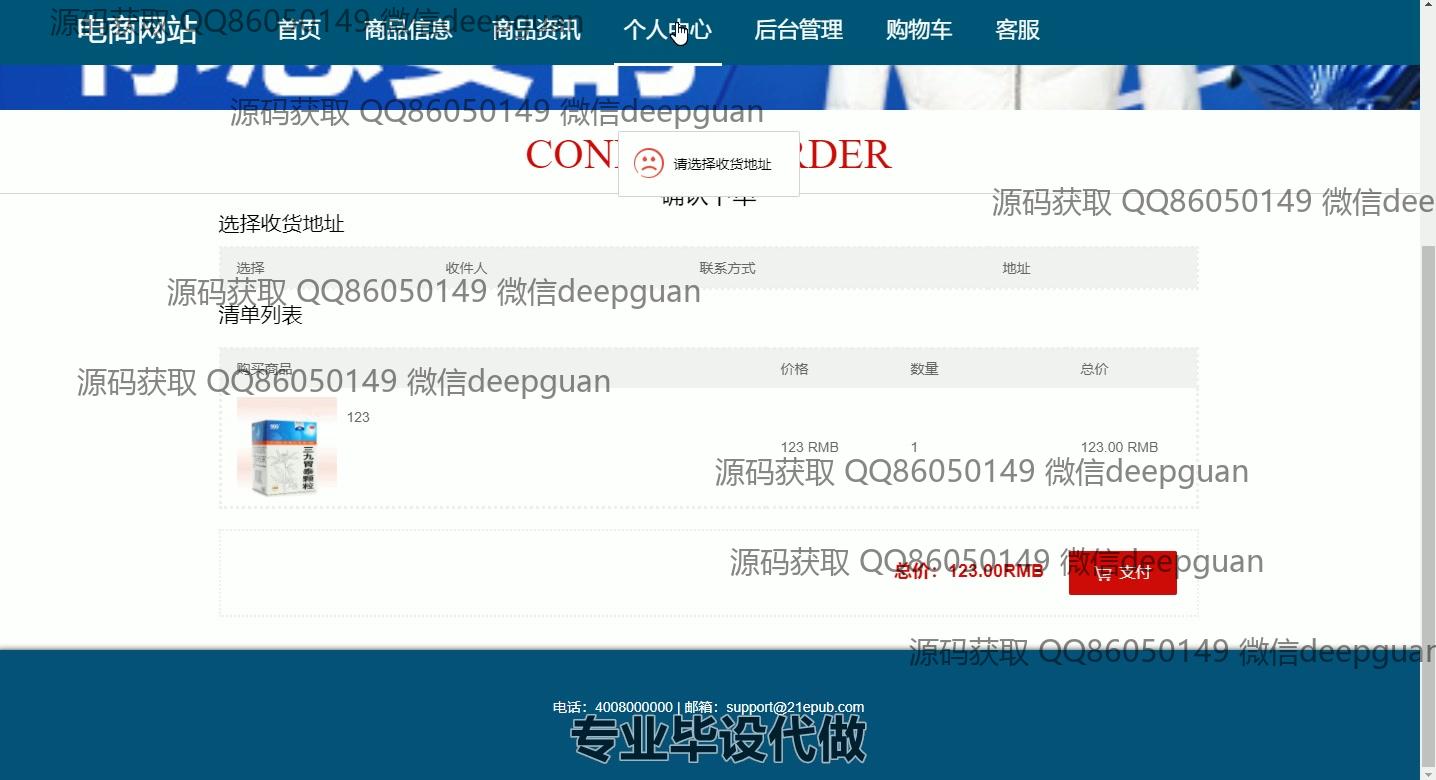 电商网站 首页 商品信息 商品资讯 个人中心 后台管理 购物车 客服
源码获取 QQ86050149 微信deepguan
源码获取 QQ86050149 微信deepguan
请选择收货地址
确认下单
源码获取 QQ86050149 微信dee
选择收货地址
选择 收件人 联系方式 地址
源码获取 QQ86050149 微信deepguan
清单列表
购买商品 价格 数量 总价
源码获取 QQ86050149 微信deepguan
123
999
三九胃泰颗粒
123 RMB 1 123.00 RMB
源码获取 QQ86050149 微信deepguan
源码获取 QQ86050149 微信deepguan
总价：123.00RMB 支付
源码获取 QQ86050149 微信deepguan
电话：4008000000 | 邮箱：support@21epub.com
专业毕设代做